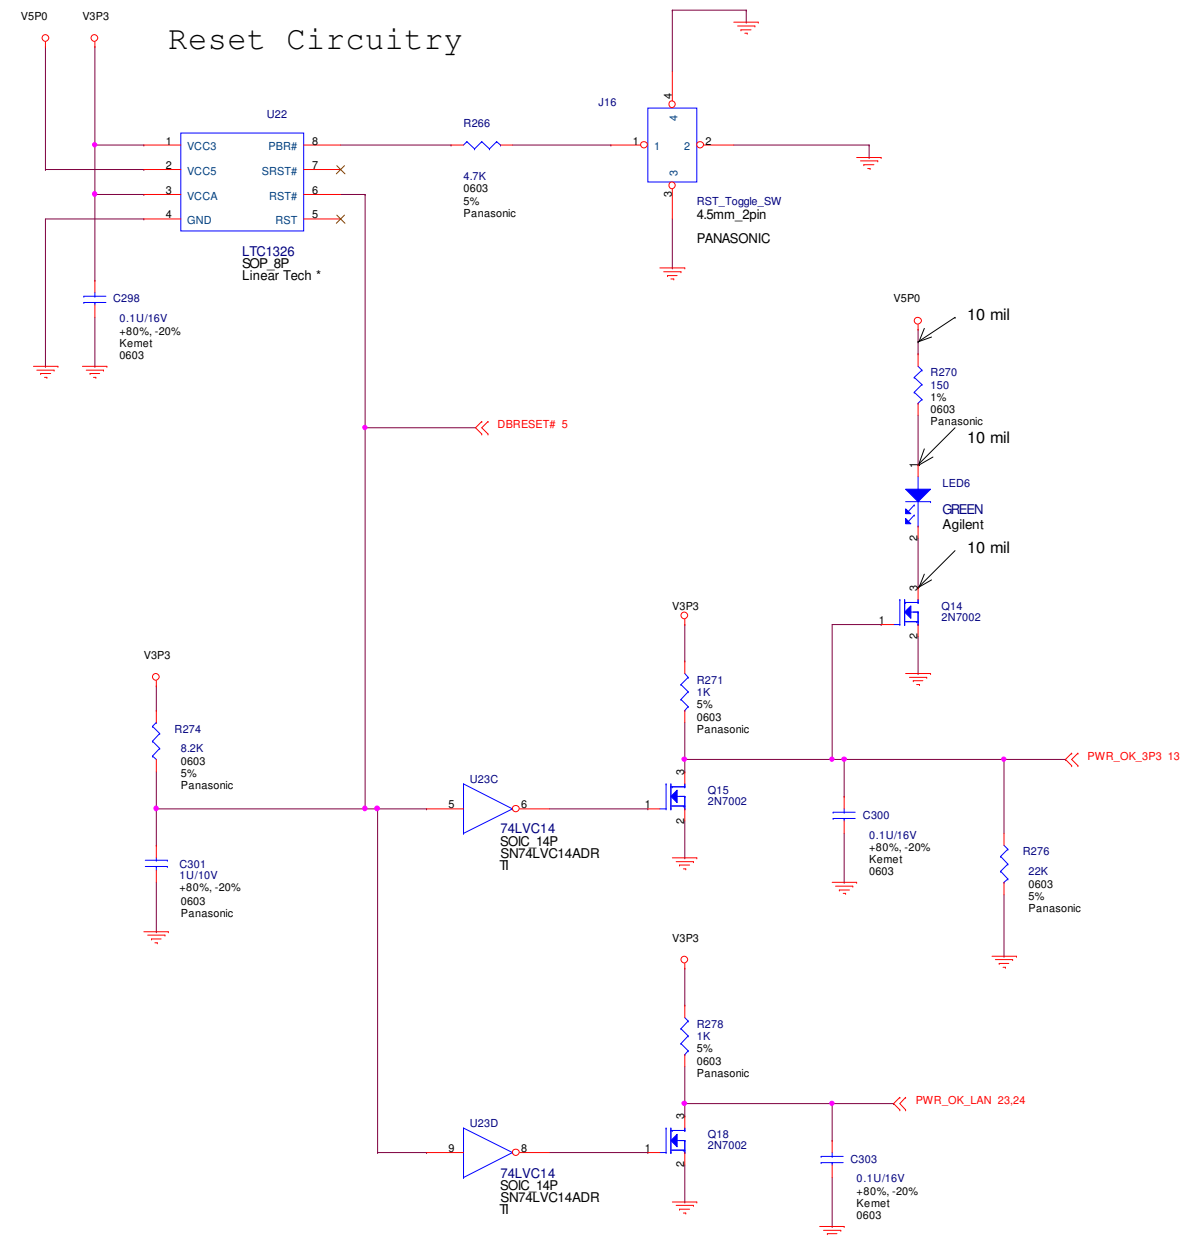 V5P0
V3P3
Reset Circuitry
U22
1 VCC3
2 VCC5
3 VCCA
4 GND
PBR# 8
SRST# 7
RST# 6
RST 5
LTC1326
SOP_8P
Linear Tech *
R266
4.7K
0603
5%
Panasonic
J16
4
4
1
1
2
2
3
3
RST_Toggle_SW
4.5mm_2pin
PANASONIC
C298
0.1U/16V
+80%, -20%
Kemet
0603
V5P0
10 mil
R270
150
1%
0603
Panasonic
10 mil
1
LED6
GREEN
Agilent
2
10 mil
3
Q14
2N7002
1
2
DBRESET# 5
V3P3
R271
1K
5%
0603
Panasonic
V3P3
R274
8.2K
0603
5%
Panasonic
PWR_OK_3P3 13
U23C
5
6
74LVC14
SOIC_14P
SN74LVC14ADR
TI
3
1
2
Q15
2N7002
C300
0.1U/16V
+80%, -20%
Kemet
0603
R276
22K
0603
5%
Panasonic
C301
1U/10V
+80%, -20%
0603
Panasonic
V3P3
R278
1K
5%
0603
Panasonic
PWR_OK_LAN 23,24
U23D
9
8
74LVC14
SOIC_14P
SN74LVC14ADR
TI
3
1
2
Q18
2N7002
C303
0.1U/16V
+80%, -20%
Kemet
0603